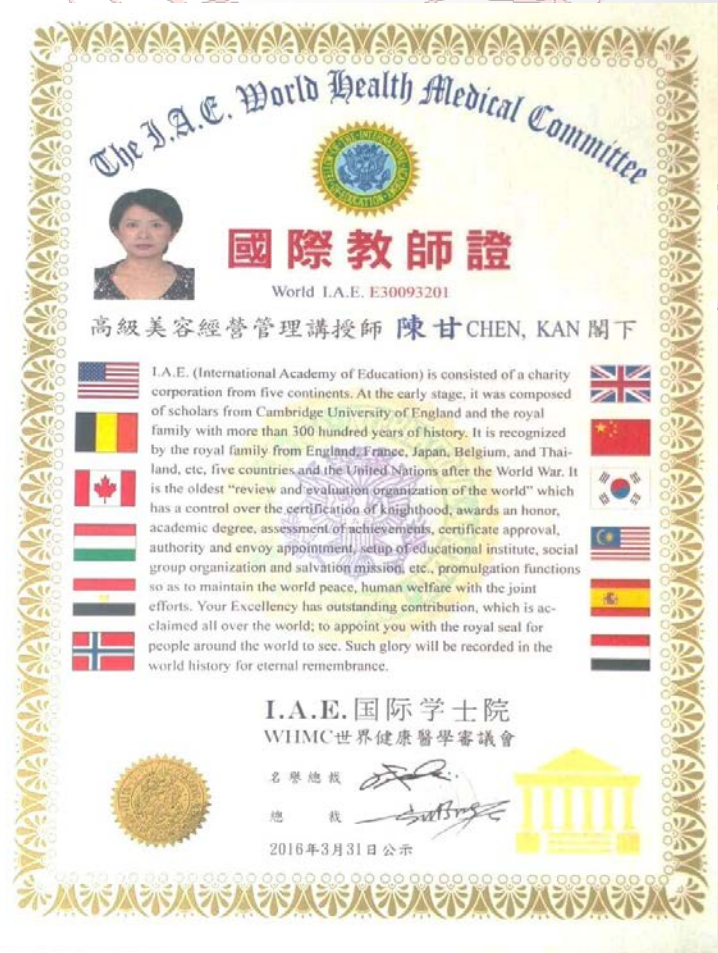 The I.A.E. World Health Medical Committee
國際教師證
World I.A.E. E30093201
高級美容經營管理講授師 陳甘 CHEN, KAN 閣下
I.A.E. (International Academy of Education) is consisted of a charity
corporation from five continents. At the early stage, it was composed
of scholars from Cambridge University of England and the royal
family with more than 300 hundred years of history. It is recognized
by the royal family from England, France, Japan, Belgium, and Thai-
land, etc, five countries and the United Nations after the World War. It
is the oldest “review and evaluation organization of the world” which
has a control over the certification of knighthood, awards an honor,
academic degree, assessment of achievements, certificate approval,
authority and envoy appointment, setup of educational institute, social
group organization and salvation mission, etc., promulgation functions
so as to maintain the world peace, human welfare with the joint
efforts. Your Excellency has outstanding contribution, which is ac-
claimed all over the world; to appoint you with the royal seal for
people around the world to see. Such glory will be recorded in the
world history for eternal remembrance.
I.A.E.国际学士院
WHMC世界健康醫學審議會
名譽總裁
總裁
2016年3月31日公示